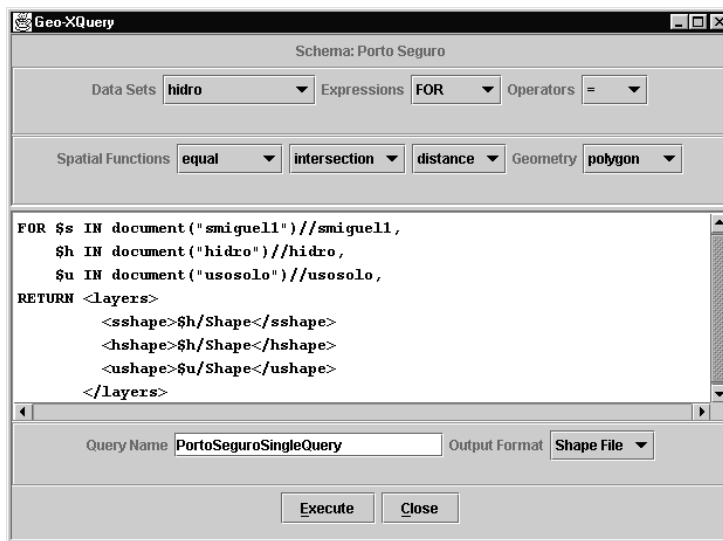 Geo-XQuery
Schema: Porto Seguro
Data Sets hidro Expressions FOR Operators =
Spatial Functions equal intersection distance Geometry polygon
FOR $s IN document("smiguel1")//smiguel1,
$h IN document("hidro")//hidro,
$u IN document("usosolo")//usosolo,
RETURN <layers>
<sshape>$h/Shape</sshape>
<hshape>$h/Shape</hshape>
<ushape>$u/Shape</ushape>
</layers>
Query Name PortoSeguroSingleQuery Output Format Shape File
Execute Close